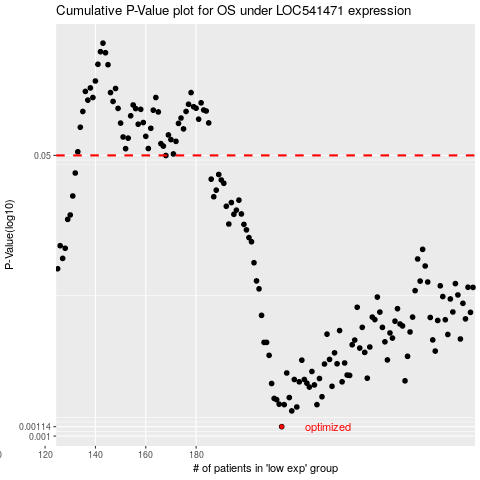 Cumulative P-Value plot for OS under LOC541471 expression
P-Value(log10)
0.05
0.00114
0.001
optimized
0 120 140 160 180
# of patients in 'low exp' group